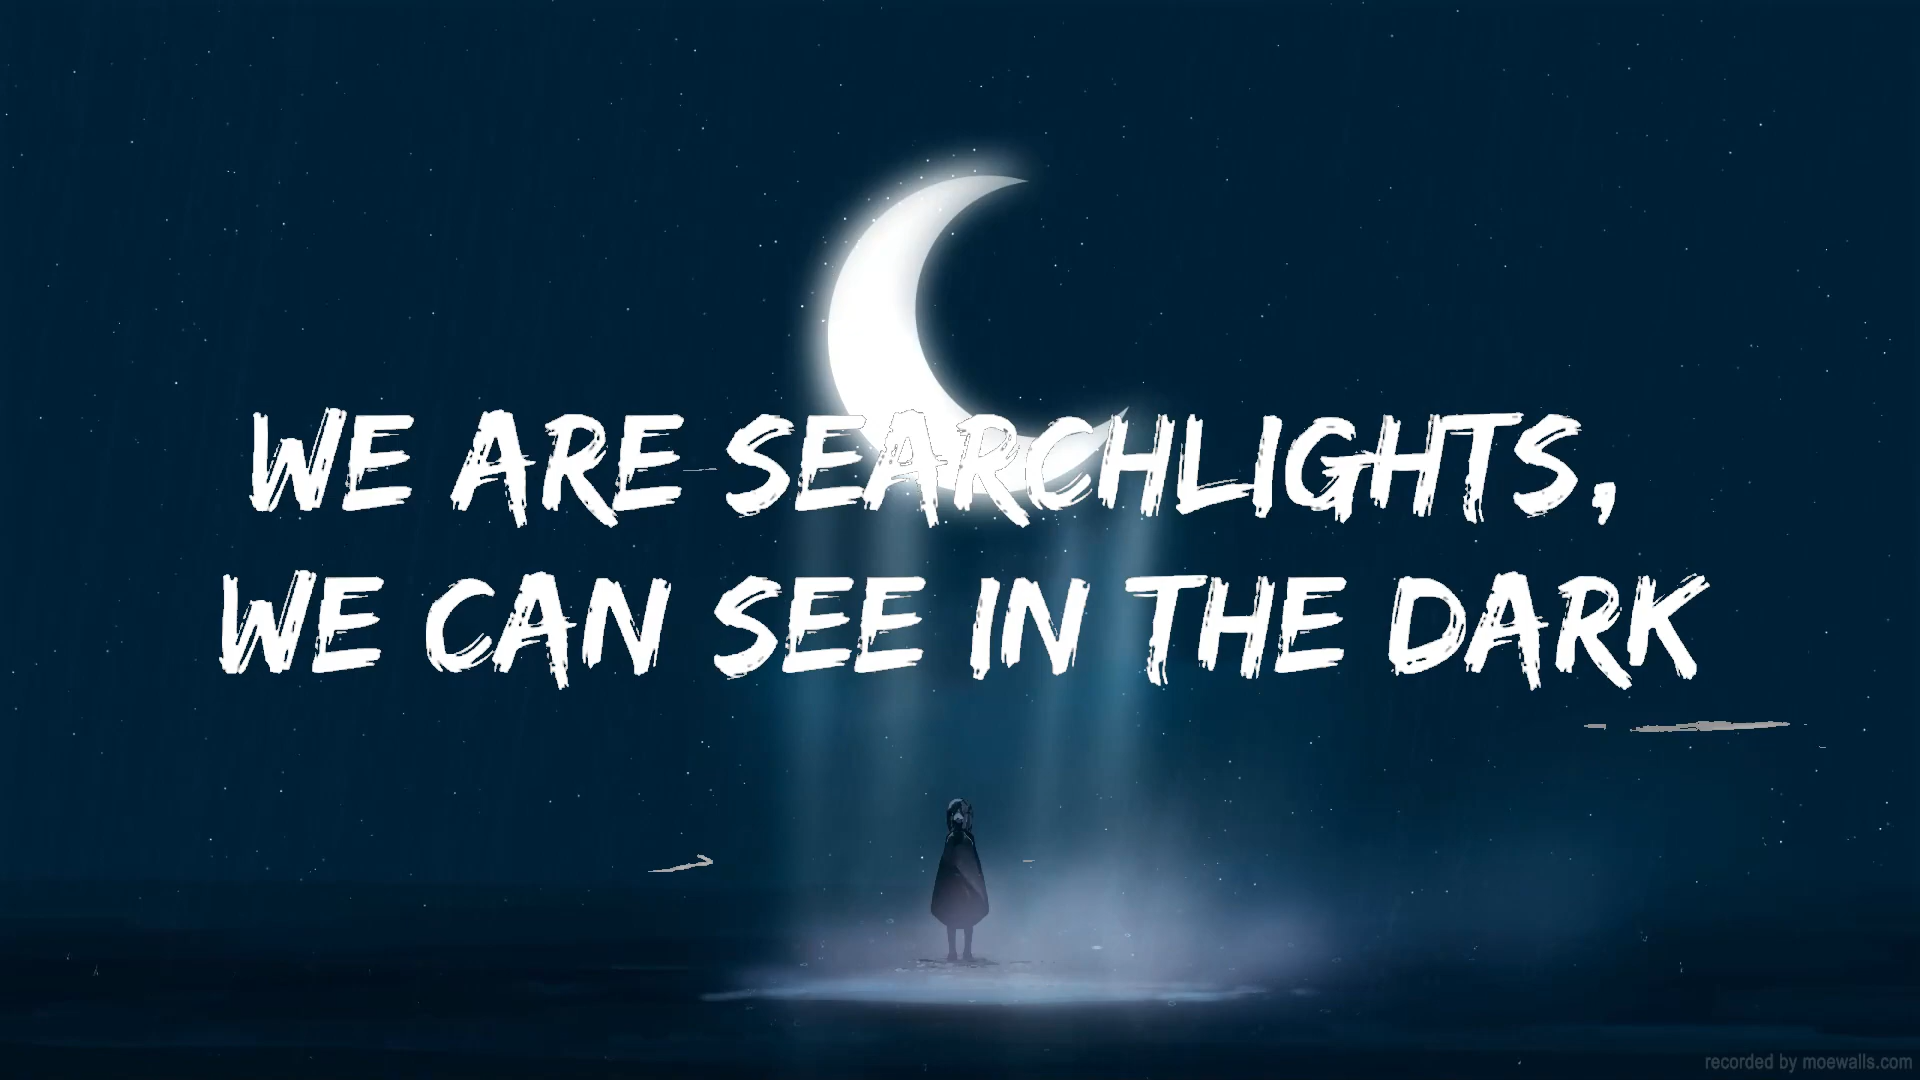 WE ARE SEARCHLIGHTS,
WE CAN SEE IN THE DARK
recorded by moewalls.com